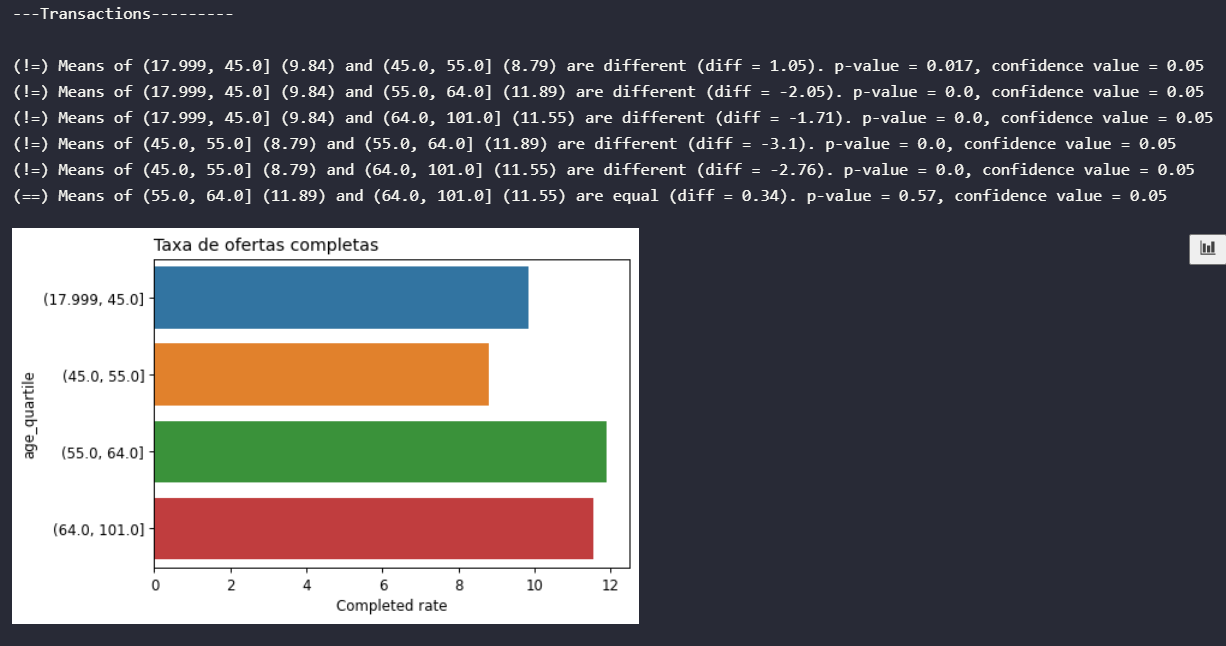 ---Transactions---------
(!=) Means of (17.999, 45.0] (9.84) and (45.0, 55.0] (8.79) are different (diff = 1.05). p-value = 0.017, confidence value = 0.05
(!=) Means of (17.999, 45.0] (9.84) and (55.0, 64.0] (11.89) are different (diff = -2.05). p-value = 0.0, confidence value = 0.05
(!=) Means of (17.999, 45.0] (9.84) and (64.0, 101.0] (11.55) are different (diff = -1.71). p-value = 0.0, confidence value = 0.05
(!=) Means of (45.0, 55.0] (8.79) and (55.0, 64.0] (11.89) are different (diff = -3.1). p-value = 0.0, confidence value = 0.05
(!=) Means of (45.0, 55.0] (8.79) and (64.0, 101.0] (11.55) are different (diff = -2.76). p-value = 0.0, confidence value = 0.05
(==) Means of (55.0, 64.0] (11.89) and (64.0, 101.0] (11.55) are equal (diff = 0.34). p-value = 0.57, confidence value = 0.05
Taxa de ofertas completas
(17.999, 45.0]
(45.0, 55.0]
(55.0, 64.0]
(64.0, 101.0]
age_quartile
0 2 4 6 8 10 12
Completed rate